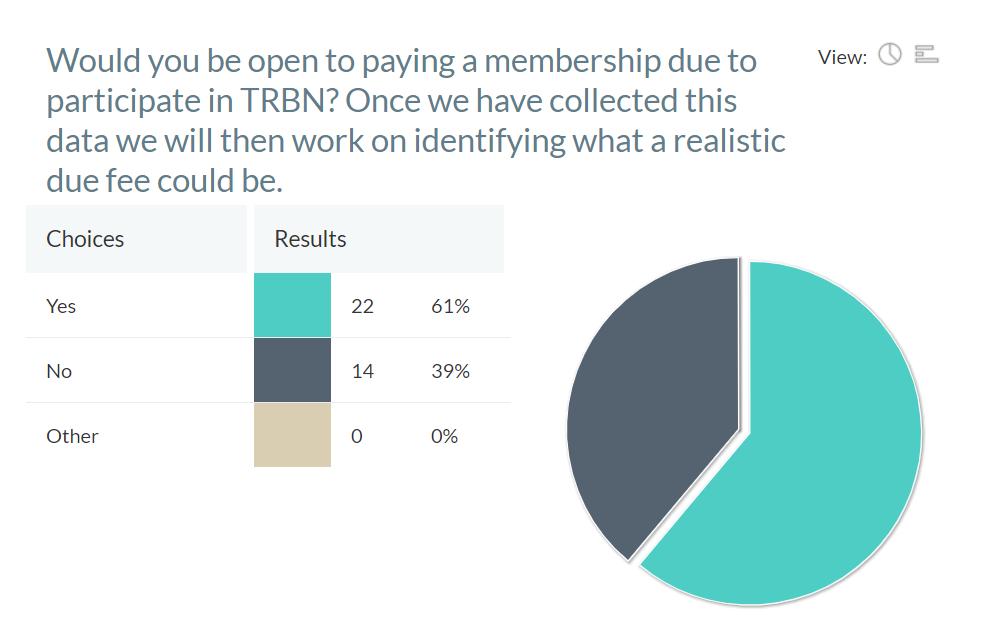 Would you be open to paying a membership due to
participate in TRBN? Once we have collected this
data we will then work on identifying what a realistic
due fee could be.
View:
Choices Results
Yes 22 61%
No 14 39%
Other 0 0%